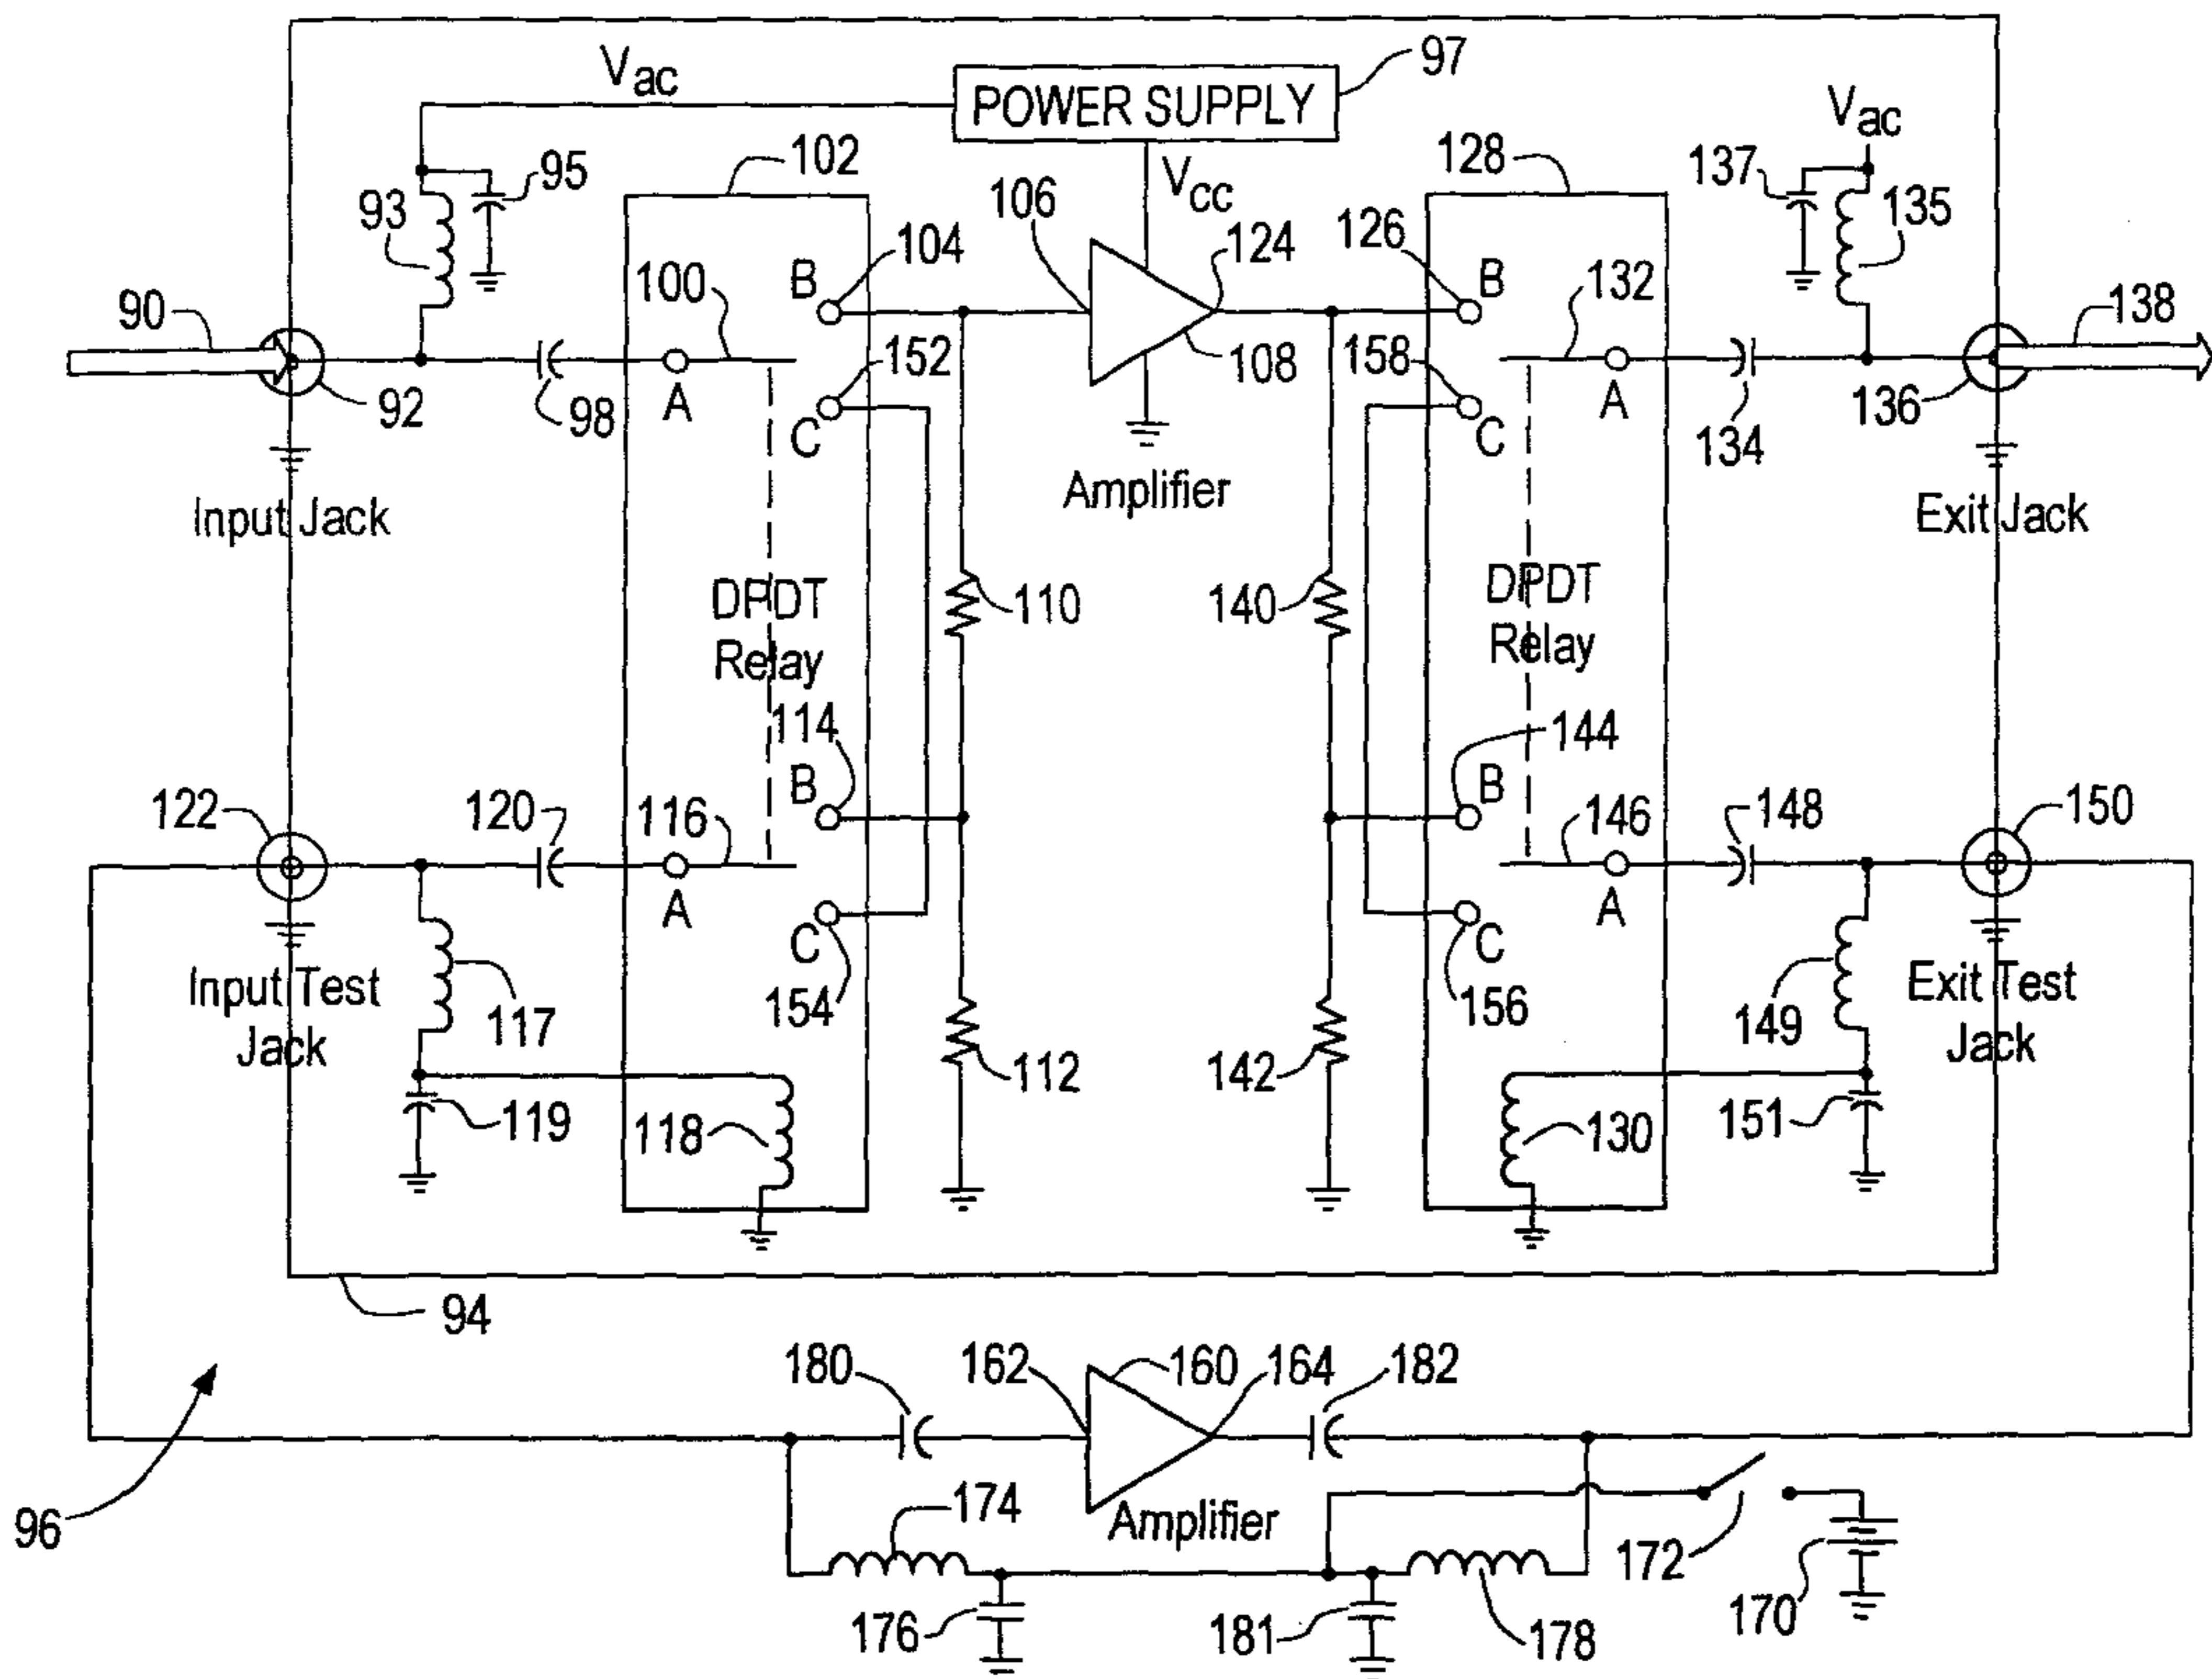 97
Vac
POWER SUPPLY
Vac
102
128
137
95
Vcc
93
106
135
104
124
126
B
B
90
100
132
138
152
158
92
98
A
C
108
C
A
134
136
Amplifier
Input Jack
Exit Jack
DPDT
Relay
110
140
DPDT
Relay
114
144
122
120
116
B
B
146
148
150
A
C
C
A
Input Test
Jack
117
154
156
149
Exit Test
Jack
112
142
119
118
130
151
94
180
162
160
164
182
96
174
Amplifier
172
170
176
181
178